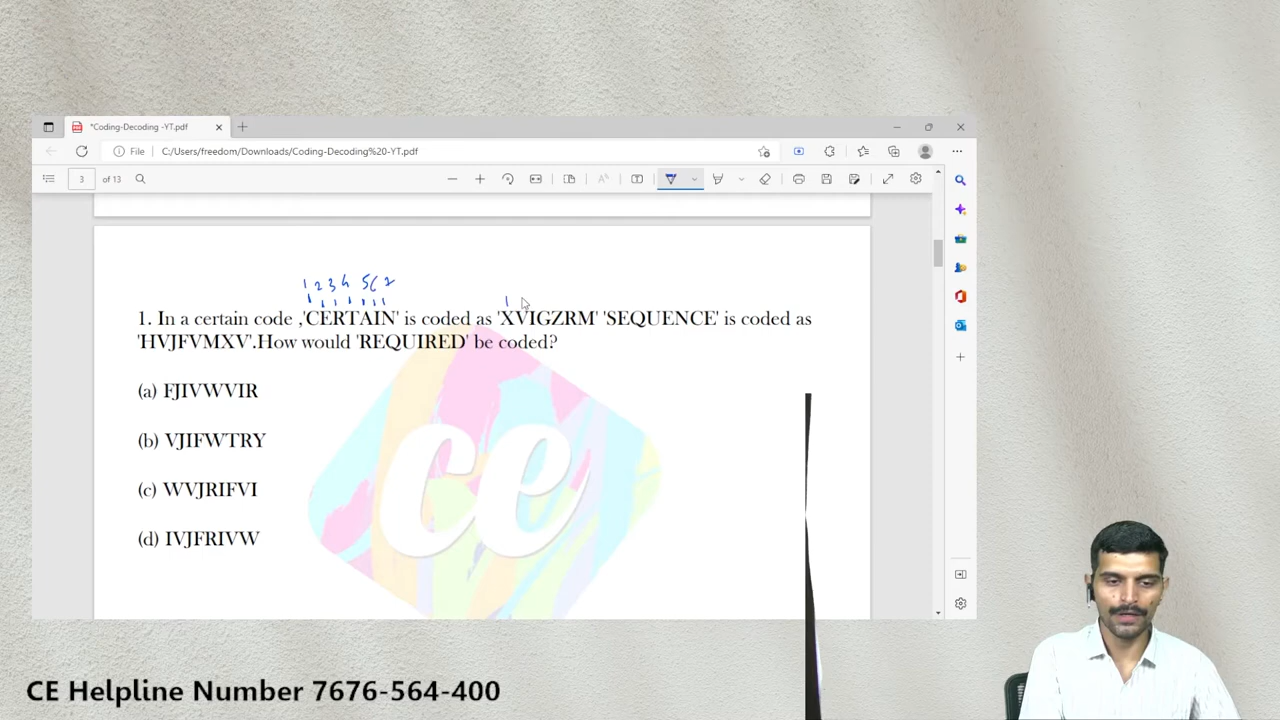 *Coding-Decoding -YT.pdf
File C:/Users/freedom/Downloads/Coding-Decoding%20-YT.pdf
3 of 13
1 2 3 4 5 6 7
1
1. In a certain code ,'CERTAIN' is coded as 'XVIGZRM' 'SEQUENCE' is coded as
'HVJFVMXV'.How would 'REQUIRED' be coded?
(a) FJIVWVIR
(b) VJIFWTRY
(c) WVJRIFVI
(d) IVJFRIVW
ce
CE Helpline Number 7676-564-400